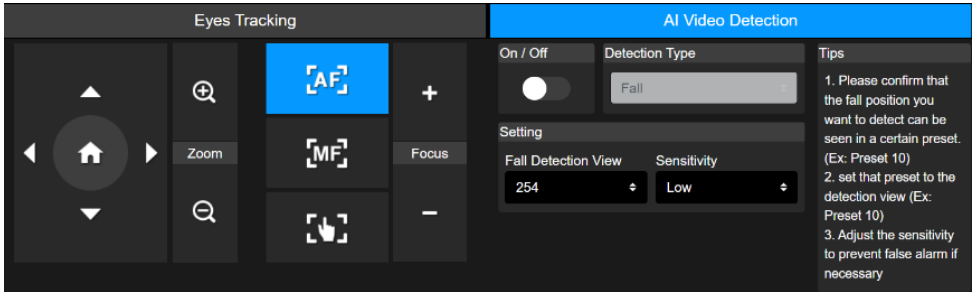 Eyes Tracking
AI Video Detection
AF
MF
Zoom
Focus
On / Off
Detection Type
Fall
Setting
Fall Detection View
Sensitivity
254
Low
Tips
1. Please confirm that
the fall position you
want to detect can be
seen in a certain preset.
(Ex: Preset 10)
2. set that preset to the
detection view (Ex:
Preset 10)
3. Adjust the sensitivity
to prevent false alarm if
necessary